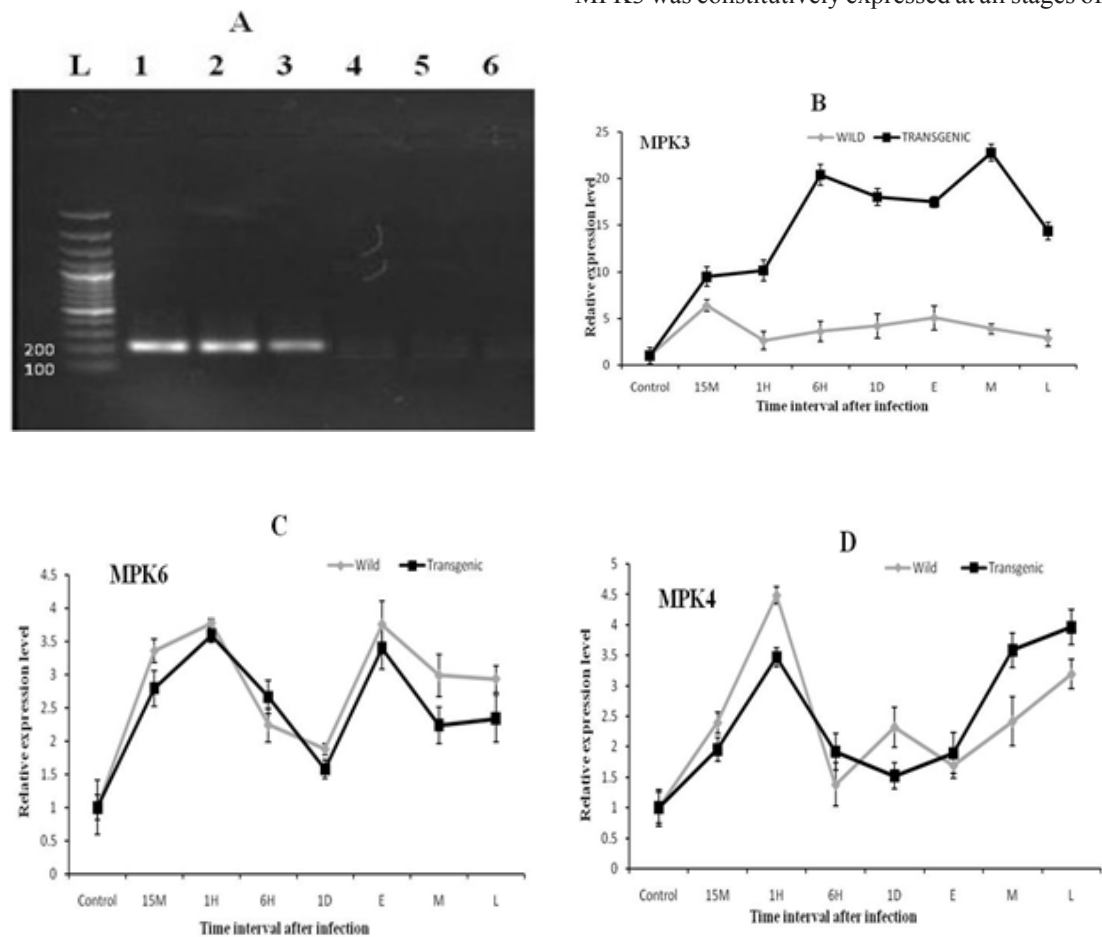 MPK3 was constitutively expressed at all stages of
A
L 1 2 3 4 5 6
200
100
B
MPK3
WILD TRANSGENIC
Relative expression level
25
20
15
10
5
0
Control 15M 1H 6H 1D E M L
Time interval after infection
C
MPK6
Wild Transgenic
Relative expression level
4.5
4
3.5
3
2.5
2
1.5
1
0.5
0
Control 15M 1H 6H 1D E M L
Time interval after infection
D
MPK4
Wild Transgenic
Relative expression level
5
4.5
4
3.5
3
2.5
2
1.5
1
0.5
0
Control 15M 1H 6H 1D E M L
Time interval after infection